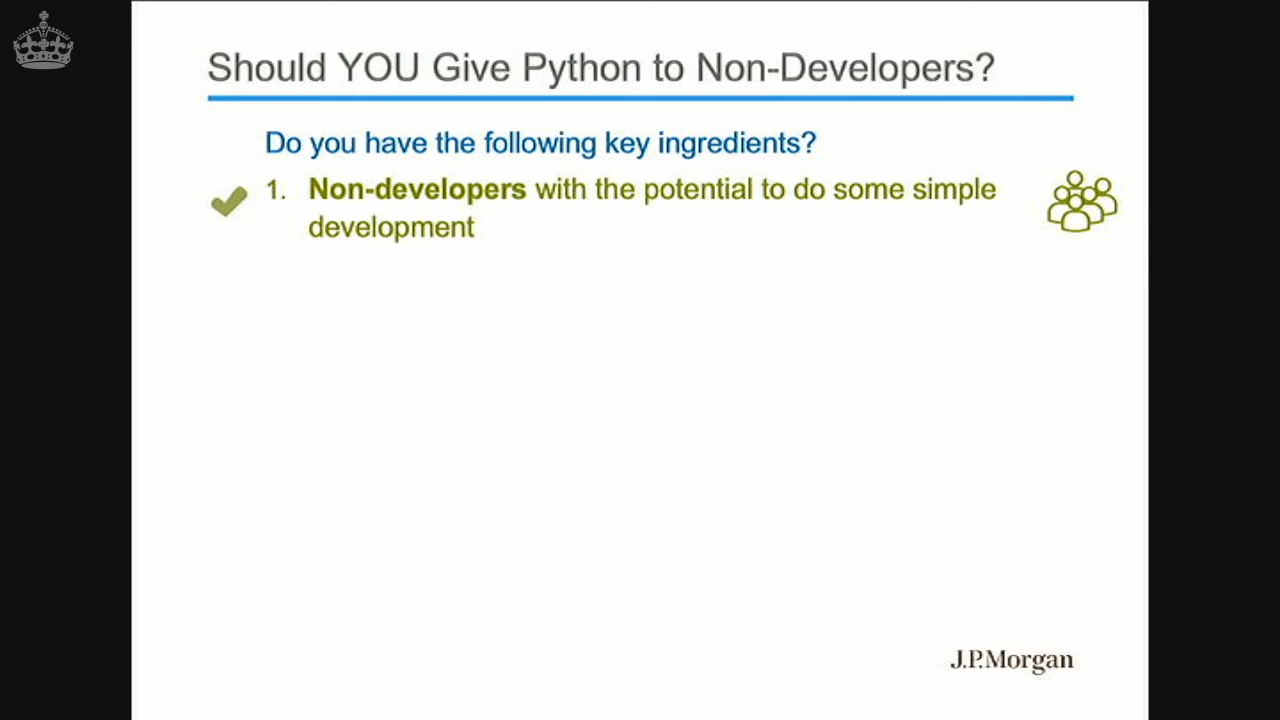 Should YOU Give Python to Non-Developers?
Do you have the following key ingredients?
1. Non-developers with the potential to do some simple
development
J.P.Morgan